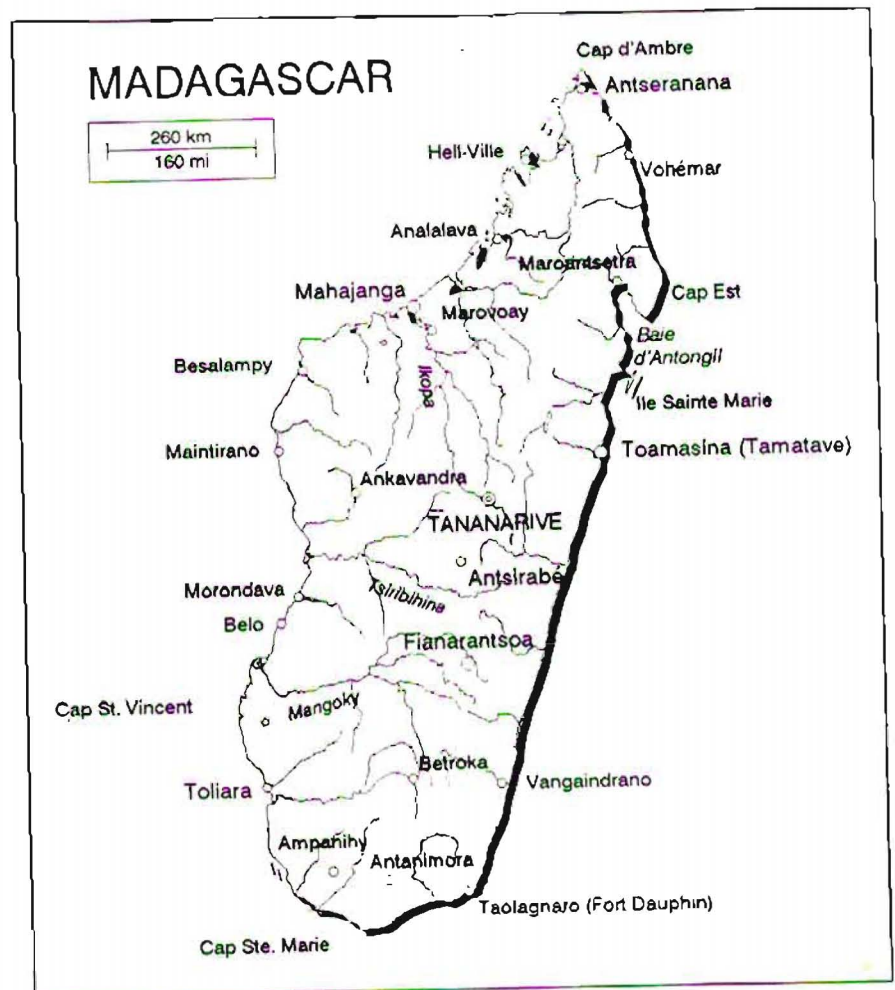 MADAGASCAR
260 km
160 mi
Cap d'Ambre
Antseranana
Hell-Ville
Vohémar
Analalava
Maroantsetra
Mahajanga
Cap Est
Marovoay
Baie
d'Antongil
Besalampy
Ikopa
Ile Sainte Marie
Maintirano
Toamasina (Tamatave)
Ankavandra
TANANARIVE
Antsirabé
Morondava
Tsiribihina
Belo
Fianarantsoa
Cap St. Vincent
Mangoky
Betroka
Toliara
Vangaindrano
Ampanihy
Antanimora
Taolagnaro (Fort Dauphin)
Cap Ste. Marie